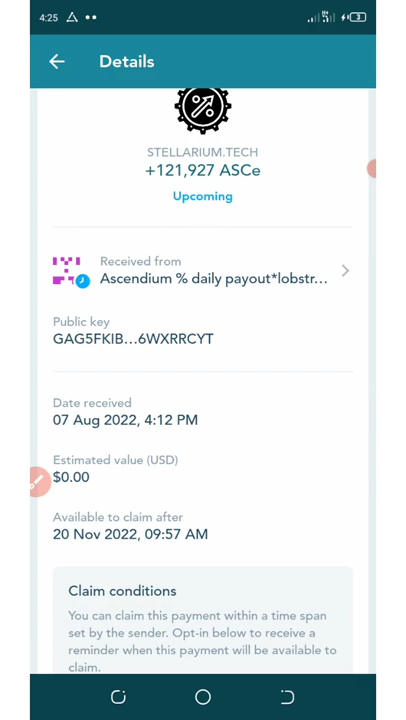 4:25
3
Details
STELLARIUM.TECH
+121,927 ASCe
Upcoming
Received from
Ascendium % daily payout*lobstr...
Public key
GAG5FKIB...6WXRRCYT
Date received
07 Aug 2022, 4:12 PM
Estimated value (USD)
$0.00
Available to claim after
20 Nov 2022, 09:57 AM
Claim conditions
You can claim this payment within a time span
set by the sender. Opt-in below to receive a
reminder when this payment will be available to
claim.